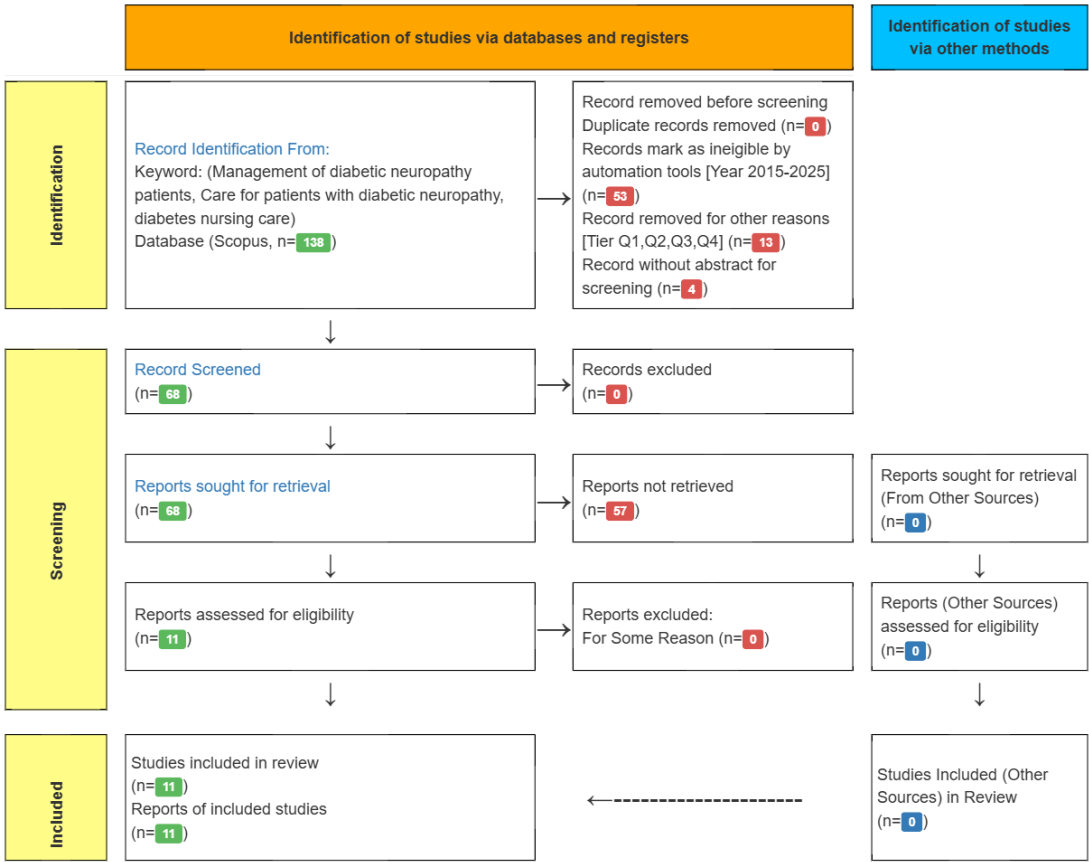 Identification of studies via databases and registers
Identification of studies
via other methods
Identification
Record Identification From:
Keyword: (Management of diabetic neuropathy
patients, Care for patients with diabetic neuropathy,
diabetes nursing care)
Database (Scopus, n=138)
Record removed before screening
Duplicate records removed (n=0)
Records mark as ineigible by
automation tools [Year 2015-2025]
(n=53)
Record removed for other reasons
[Tier Q1,Q2,Q3,Q4] (n=13)
Record without abstract for
screening (n=4)
Screening
Record Screened
(n=68)
Records excluded
(n=0)
Reports sought for retrieval
(n=68)
Reports not retrieved
(n=57)
Reports sought for retrieval
(From Other Sources)
(n=0)
Reports assessed for eligibility
(n=11)
Reports excluded:
For Some Reason (n=0)
Reports (Other Sources)
assessed for eligibility
(n=0)
Included
Studies included in review
(n=11)
Reports of included studies
(n=11)
Studies Included (Other
Sources) in Review
(n=0)